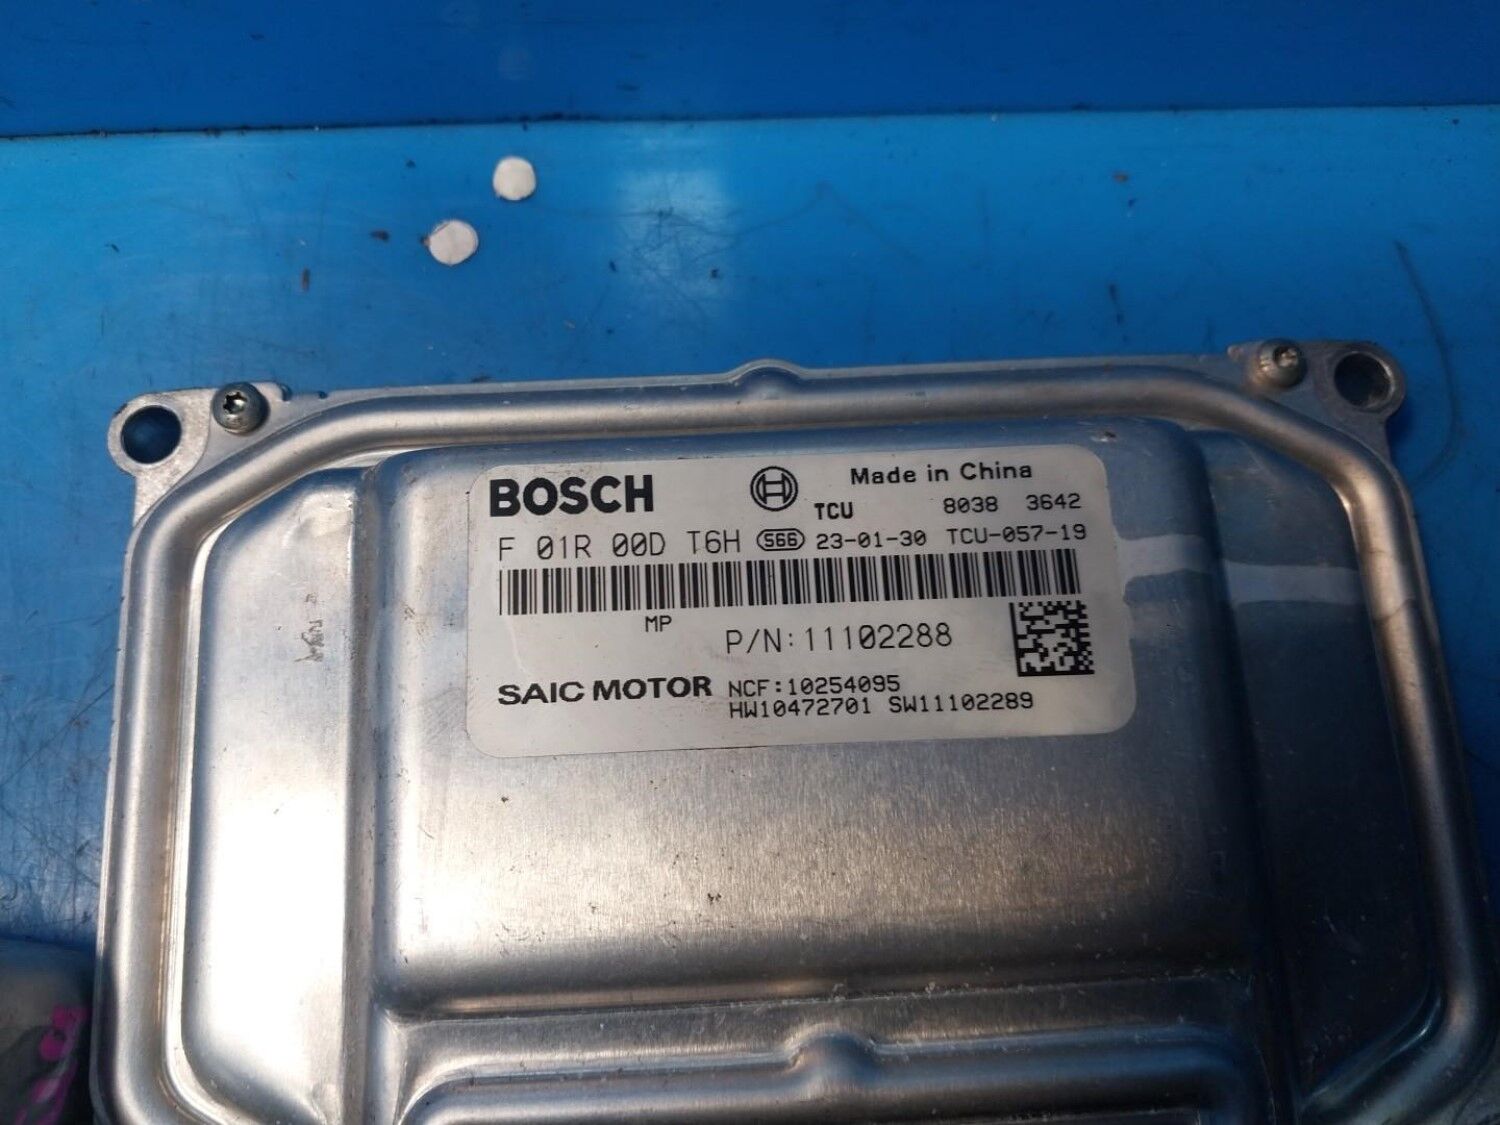 BOSCH Made in China
TCU 8038 3642
F 01R 00D T6H 566 23-01-30 TCU-057-19
MP
P/N:11102288
SAIC MOTOR NCF:10254095
HW10472701 SW11102289